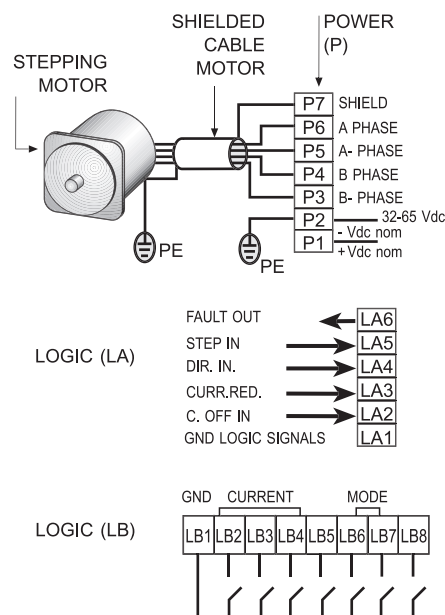 STEPPING
MOTOR
SHIELDED
CABLE
MOTOR
POWER
(P)
P7 SHIELD
P6 A PHASE
P5 A- PHASE
P4 B PHASE
P3 B- PHASE
P2 32-65 Vdc
- Vdc nom
P1 +Vdc nom
PE
PE
LOGIC (LA)
FAULT OUT LA6
STEP IN LA5
DIR. IN. LA4
CURR.RED. LA3
C. OFF IN LA2
GND LOGIC SIGNALS LA1
LOGIC (LB)
GND CURRENT MODE
LB1 LB2 LB3 LB4 LB5 LB6 LB7 LB8